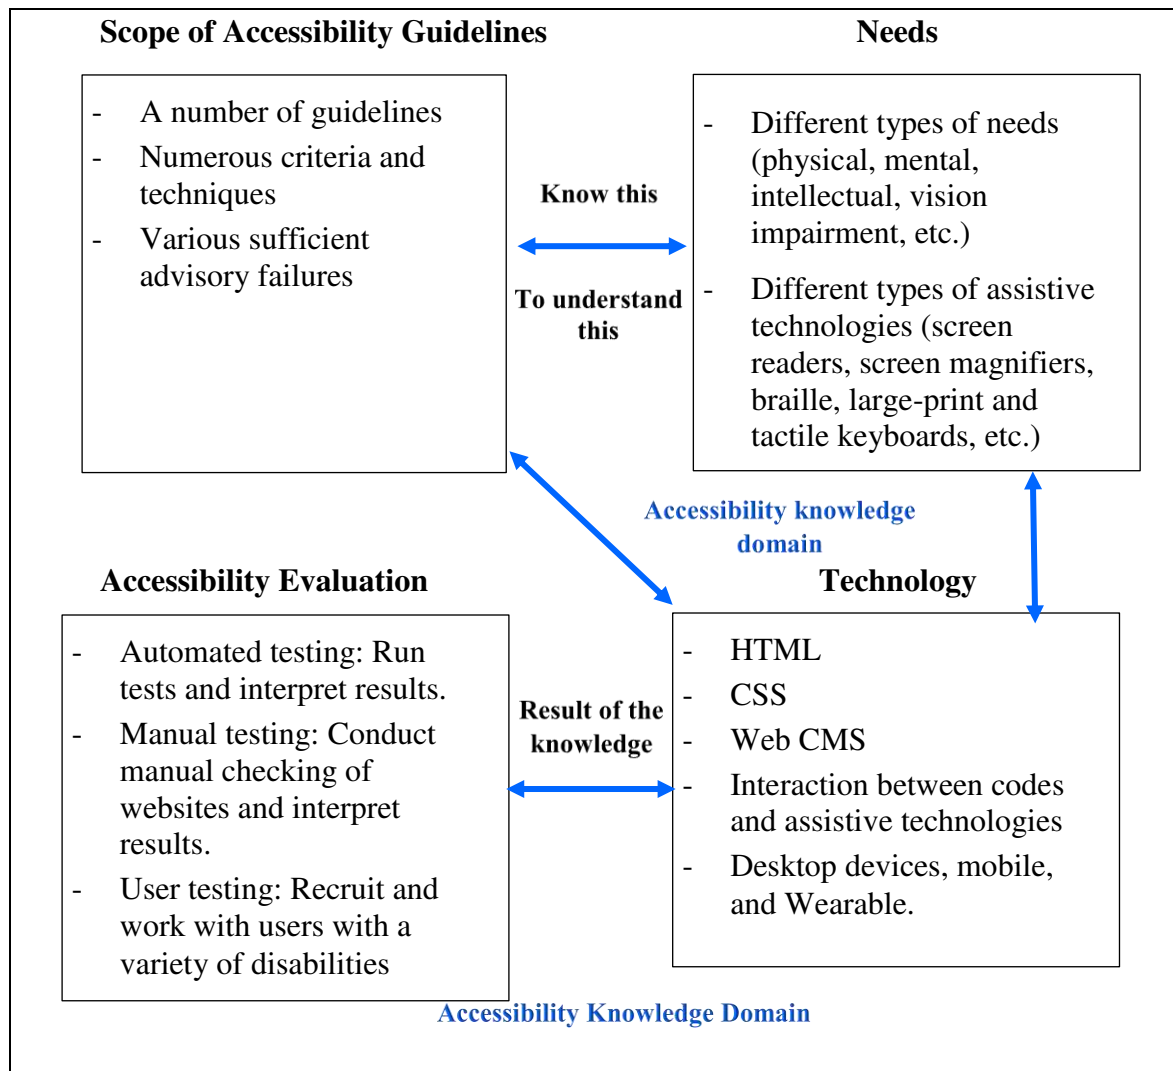 Scope of Accessibility Guidelines
- A number of guidelines
- Numerous criteria and
techniques
- Various sufficient
advisory failures
Know this
To understand
this
Needs
- Different types of needs
(physical, mental,
intellectual, vision
impairment, etc.)
- Different types of assistive
technologies (screen
readers, screen magnifiers,
braille, large-print and
tactile keyboards, etc.)
Accessibility knowledge
domain
Accessibility Evaluation
- Automated testing: Run
tests and interpret results.
- Manual testing: Conduct
manual checking of
websites and interpret
results.
- User testing: Recruit and
work with users with a
variety of disabilities
Result of the
knowledge
Technology
- HTML
- CSS
- Web CMS
- Interaction between codes
and assistive technologies
- Desktop devices, mobile,
and Wearable.
Accessibility Knowledge Domain